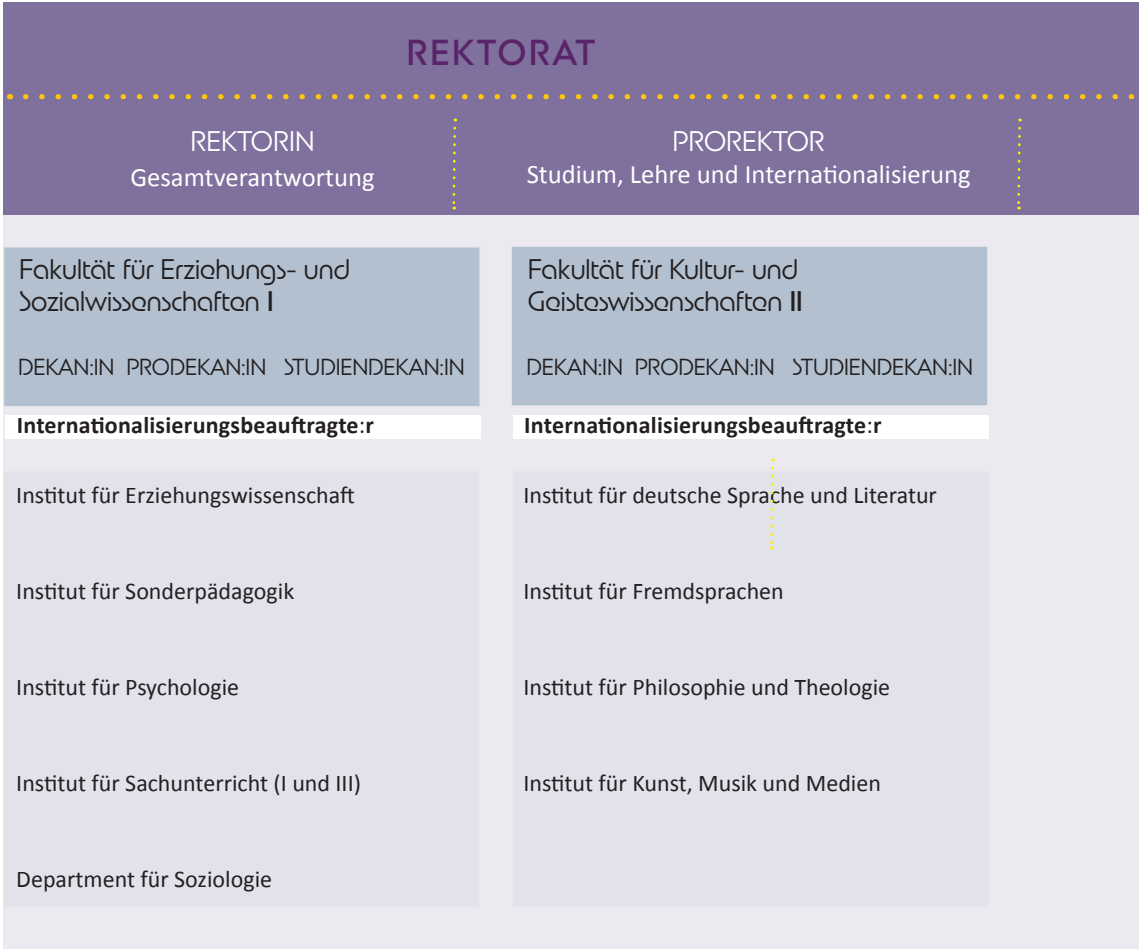 REKTORAT
REKTORIN
Gesamtverantwortung
PROREKTOR
Studium, Lehre und Internationalisierung
Fakultät für Erziehungs- und
Sozialwissenschaften I
DEKAN:IN PRODEKAN:IN STUDIENDEKAN:IN
Internationalisierungsbeauftragte:r
Institut für Erziehungswissenschaft
Institut für Sonderpädagogik
Institut für Psychologie
Institut für Sachunterricht (I und III)
Department für Soziologie
Fakultät für Kultur- und
Geisteswissenschaften II
DEKAN:IN PRODEKAN:IN STUDIENDEKAN:IN
Internationalisierungsbeauftragte:r
Institut für deutsche Sprache und Literatur
Institut für Fremdsprachen
Institut für Philosophie und Theologie
Institut für Kunst, Musik und Medien